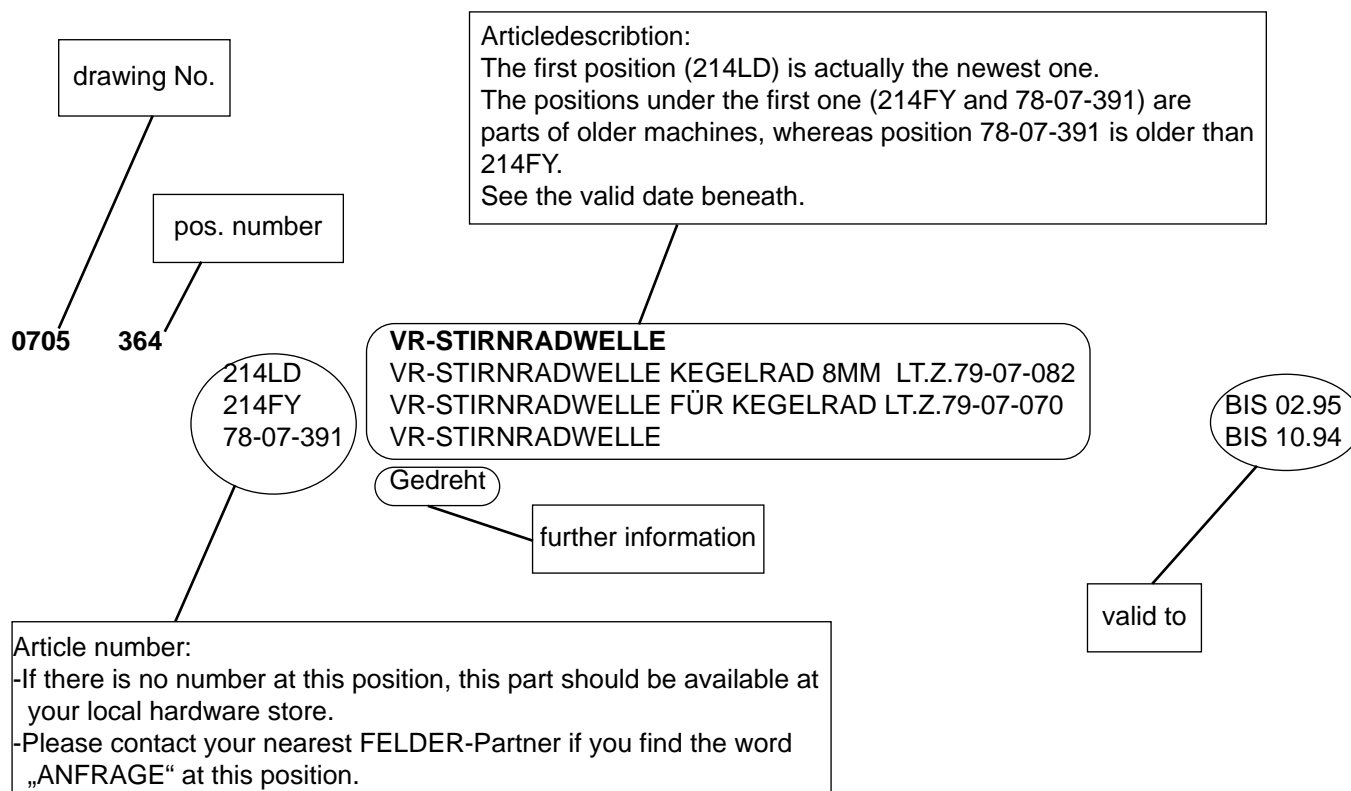 drawing No.
Articledescribtion:
The first position (214LD) is actually the newest one.
The positions under the first one (214FY and 78-07-391) are
parts of older machines, whereas position 78-07-391 is older than
214FY.
See the valid date beneath.
pos. number
0705 364 VR-STIRNRADWELLE
214LD VR-STIRNRADWELLE KEGELRAD 8MM LT.Z.79-07-082
214FY VR-STIRNRADWELLE FÜR KEGELRAD LT.Z.79-07-070 BIS 02.95
78-07-391 VR-STIRNRADWELLE BIS 10.94
Gedreht
further information
valid to
Article number:
-If there is no number at this position, this part should be available at
your local hardware store.
-Please contact your nearest FELDER-Partner if you find the word
„ANFRAGE“ at this position.